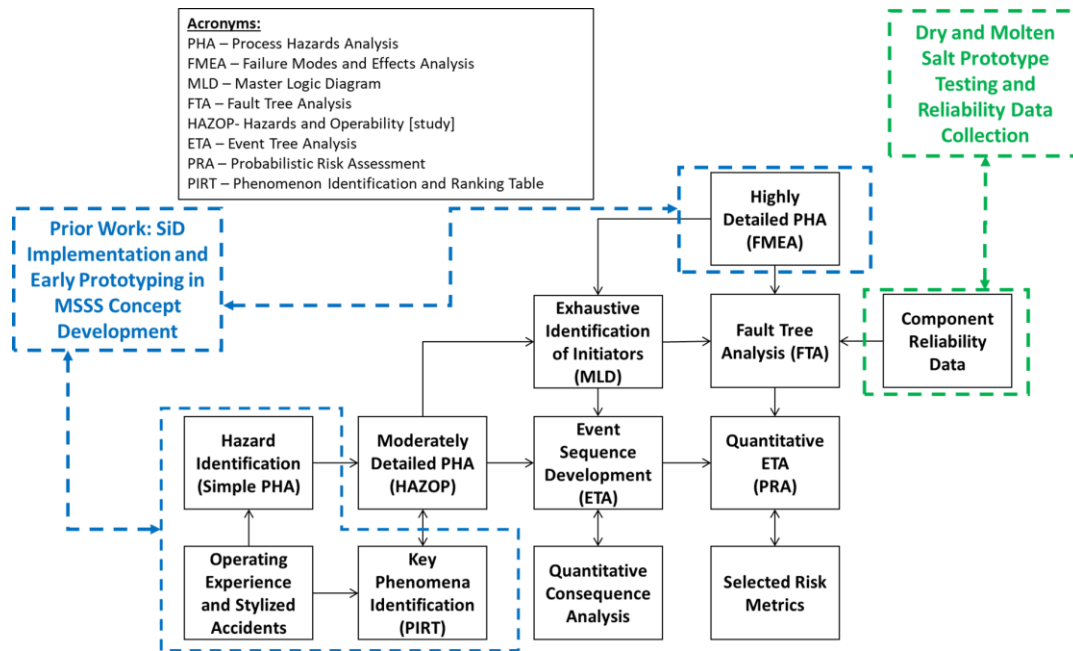 Acronyms:
PHA – Process Hazards Analysis
FMEA – Failure Modes and Effects Analysis
MLD – Master Logic Diagram
FTA – Fault Tree Analysis
HAZOP- Hazards and Operability [study]
ETA – Event Tree Analysis
PRA – Probabilistic Risk Assessment
PIRT – Phenomenon Identification and Ranking Table
Dry and Molten
Salt Prototype
Testing and
Reliability Data
Collection
Prior Work: SiD
Implementation and
Early Prototyping in
MSSS Concept
Development
Highly
Detailed PHA
(FMEA)
Exhaustive
Identification
of Initiators
(MLD)
Fault Tree
Analysis (FTA)
Component
Reliability
Data
Hazard
Identification
(Simple PHA)
Moderately
Detailed PHA
(HAZOP)
Event
Sequence
Development
(ETA)
Quantitative
ETA
(PRA)
Operating
Experience
and Stylized
Accidents
Key
Phenomena
Identification
(PIRT)
Quantitative
Consequence
Analysis
Selected Risk
Metrics